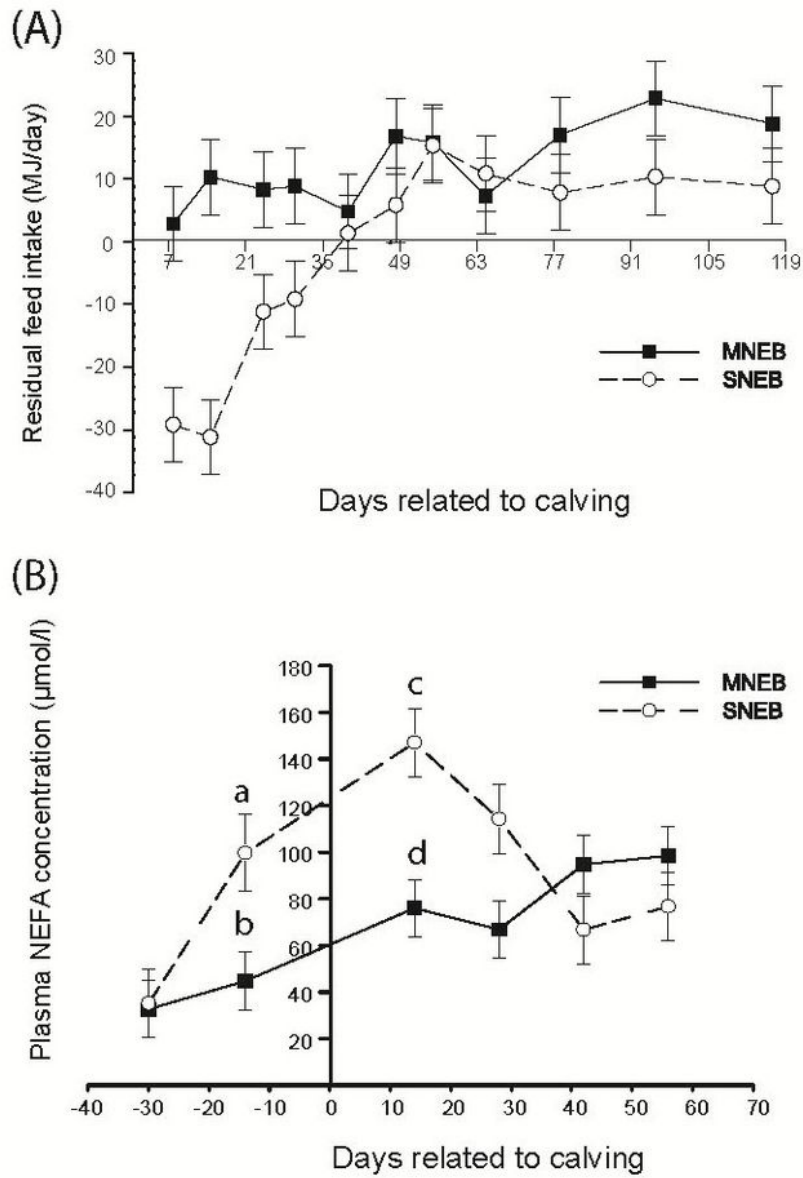 (A)
Residual feed intake (MJ/day)
30
20
10
0
-10
-20
-30
-40
7 21 35 49 63 77 91 105 119
MNEB
SNEB
Days related to calving
(B)
Plasma NEFA concentration (µmol/l)
180
160
140
120
100
80
60
40
20
a
b
c
d
MNEB
SNEB
-40 -30 -20 -10 0 10 20 30 40 50 60 70
Days related to calving